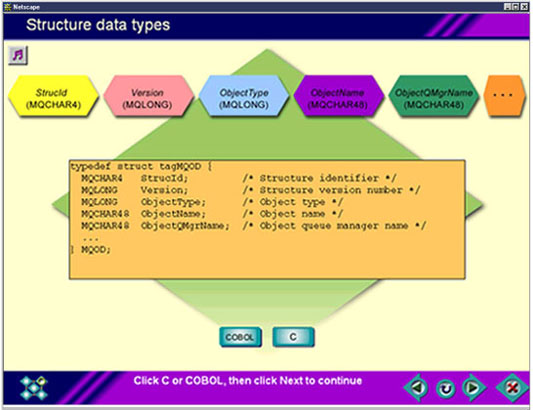 Netscape
Structure data types
StrucId
(MQCHAR4)
Version
(MQLONG)
ObjectType
(MQLONG)
ObjectName
(MQCHAR48)
ObjectQMgrName
(MQCHAR48)
...
typedef struct tagMQOD {
MQCHAR4 StrucId; /* Structure identifier */
MQLONG Version; /* Structure version number */
MQLONG ObjectType; /* Object type */
MQCHAR48 ObjectName; /* Object name */
MQCHAR48 ObjectQMgrName; /* Object queue manager name */
...
} MQOD;
COBOL
C
Click C or COBOL, then click Next to continue